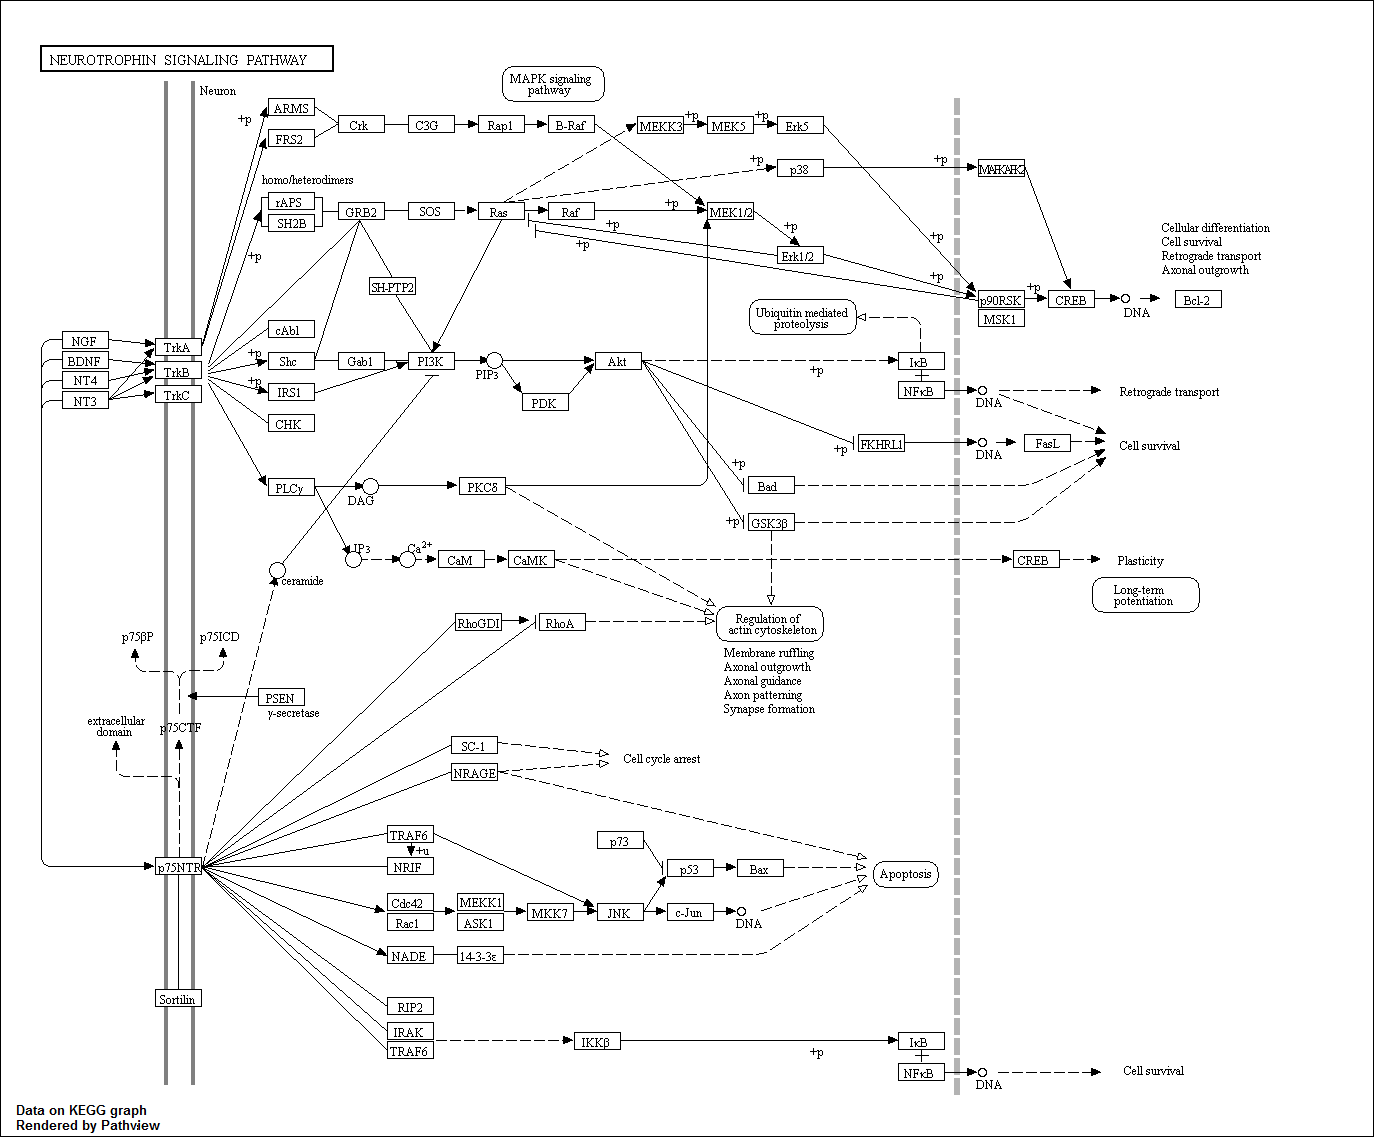 NEUROTROPHIN SIGNALING PATHWAY
Neuron
MAPK signaling
pathway
+p
ARMS
FRS2
Crk
C3G
Rap1
B-Raf
MEKK3
+p
MEK5
+p
Erk5
+p
p38
+p
MAPKAPK2
homo/heterodimers
rAPS
SH2B
+p
GRB2
SOS
Ras
Raf
+p
MEK1/2
+p
Erk1/2
+p
+p
+p
+p
SH-PTP2
p90RSK
MSK1
+p
CREB
DNA
Bcl-2
Cellular differentiation
Cell survival
Retrograde transport
Axonal outgrowth
Ubiquitin mediated
proteolysis
NGF
BDNF
NT4
NT3
TrkA
TrkB
TrkC
cAbl
+p
Shc
+p
IRS1
CHK
Gab1
PI3K
PIP3
PDK
Akt
+p
IκB
NFκB
DNA
Retrograde transport
+p
FKHRL1
DNA
FasL
Cell survival
+p
Bad
+p
GSK3β
PLCγ
DAG
PKCδ
IP3
Ca2+
CaM
CaMK
CREB
Plasticity
Long-term
potentiation
ceramide
RhoGDI
RhoA
Regulation of
actin cytoskeleton
Membrane ruffling
Axonal outgrowth
Axonal guidance
Axon patterning
Synapse formation
p75βP
p75ICD
PSEN
γ-secretase
extracellular
domain
p75CTF
SC-1
NRAGE
Cell cycle arrest
TRAF6
+u
NRIF
p73
p53
Bax
Apoptosis
p75NTR
Cdc42
Rac1
MEKK1
ASK1
MKK7
JNK
c-Jun
DNA
NADE
14-3-3ε
Sortilin
RIP2
IRAK
TRAF6
IKKβ
+p
IκB
NFκB
DNA
Cell survival
Data on KEGG graph
Rendered by Pathview